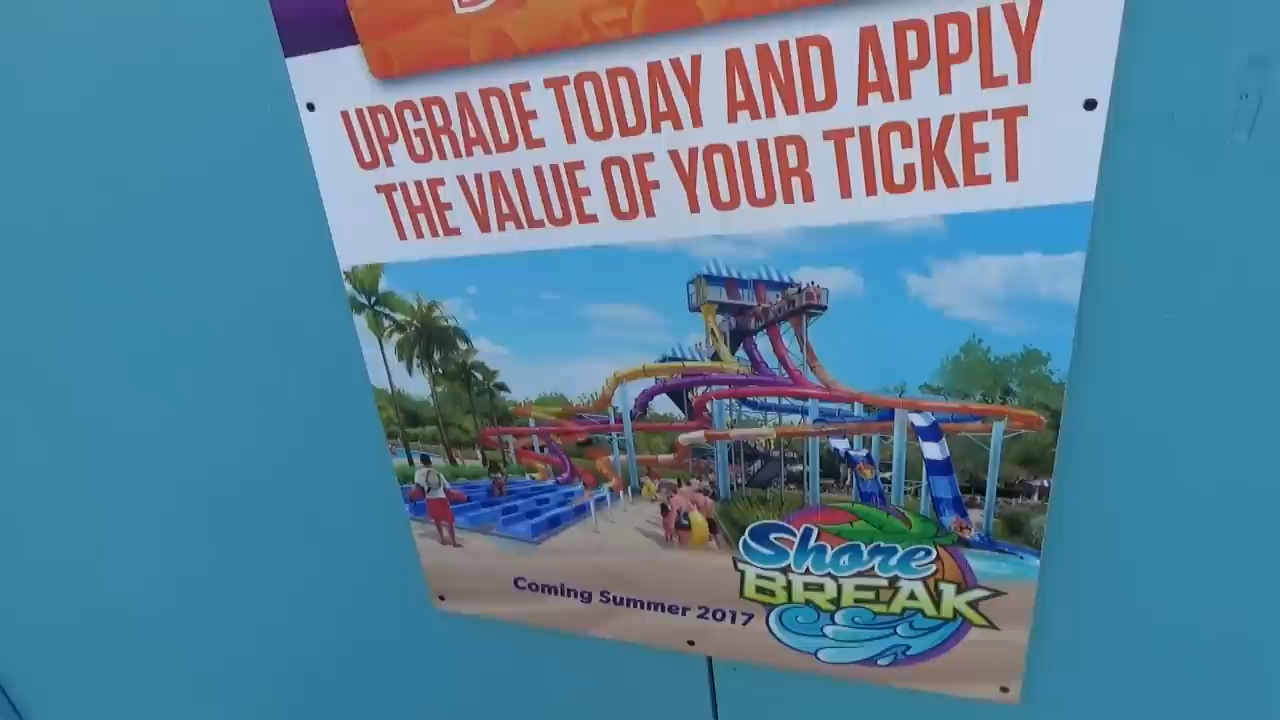 UPGRADE TODAY AND APPLY
THE VALUE OF YOUR TICKET
Shore
BREAK
Coming Summer 2017